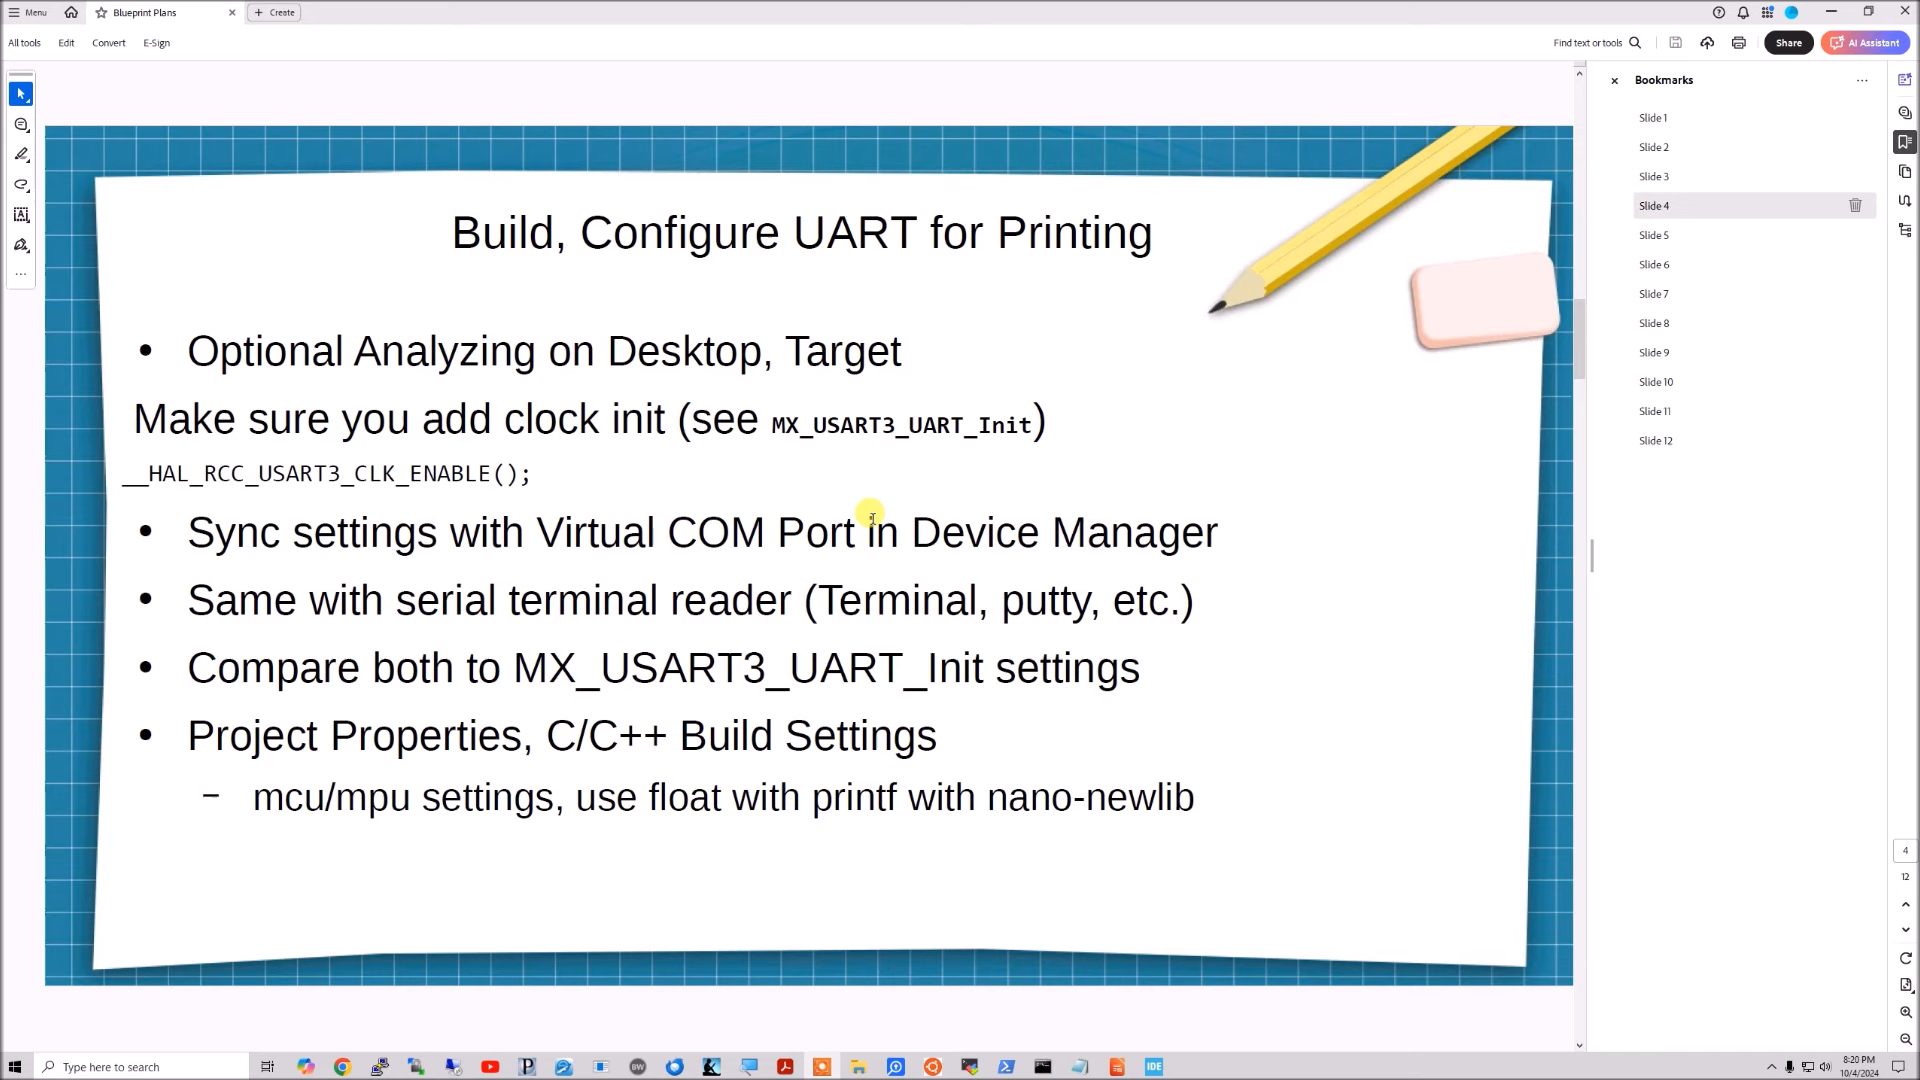 Menu
Blueprint Plans
Create
All tools
Edit
Convert
E-Sign
Find text or tools
Share
AI Assistant
Build, Configure UART for Printing
• Optional Analyzing on Desktop, Target
Make sure you add clock init (see MX_USART3_UART_Init)
__HAL_RCC_USART3_CLK_ENABLE();
• Sync settings with Virtual COM Port in Device Manager
• Same with serial terminal reader (Terminal, putty, etc.)
• Compare both to MX_USART3_UART_Init settings
• Project Properties, C/C++ Build Settings
– mcu/mpu settings, use float with printf with nano-newlib
Bookmarks
Slide 1
Slide 2
Slide 3
Slide 4
Slide 5
Slide 6
Slide 7
Slide 8
Slide 9
Slide 10
Slide 11
Slide 12
4
12
Type here to search
BW
IDE
8:20 PM
10/4/2024